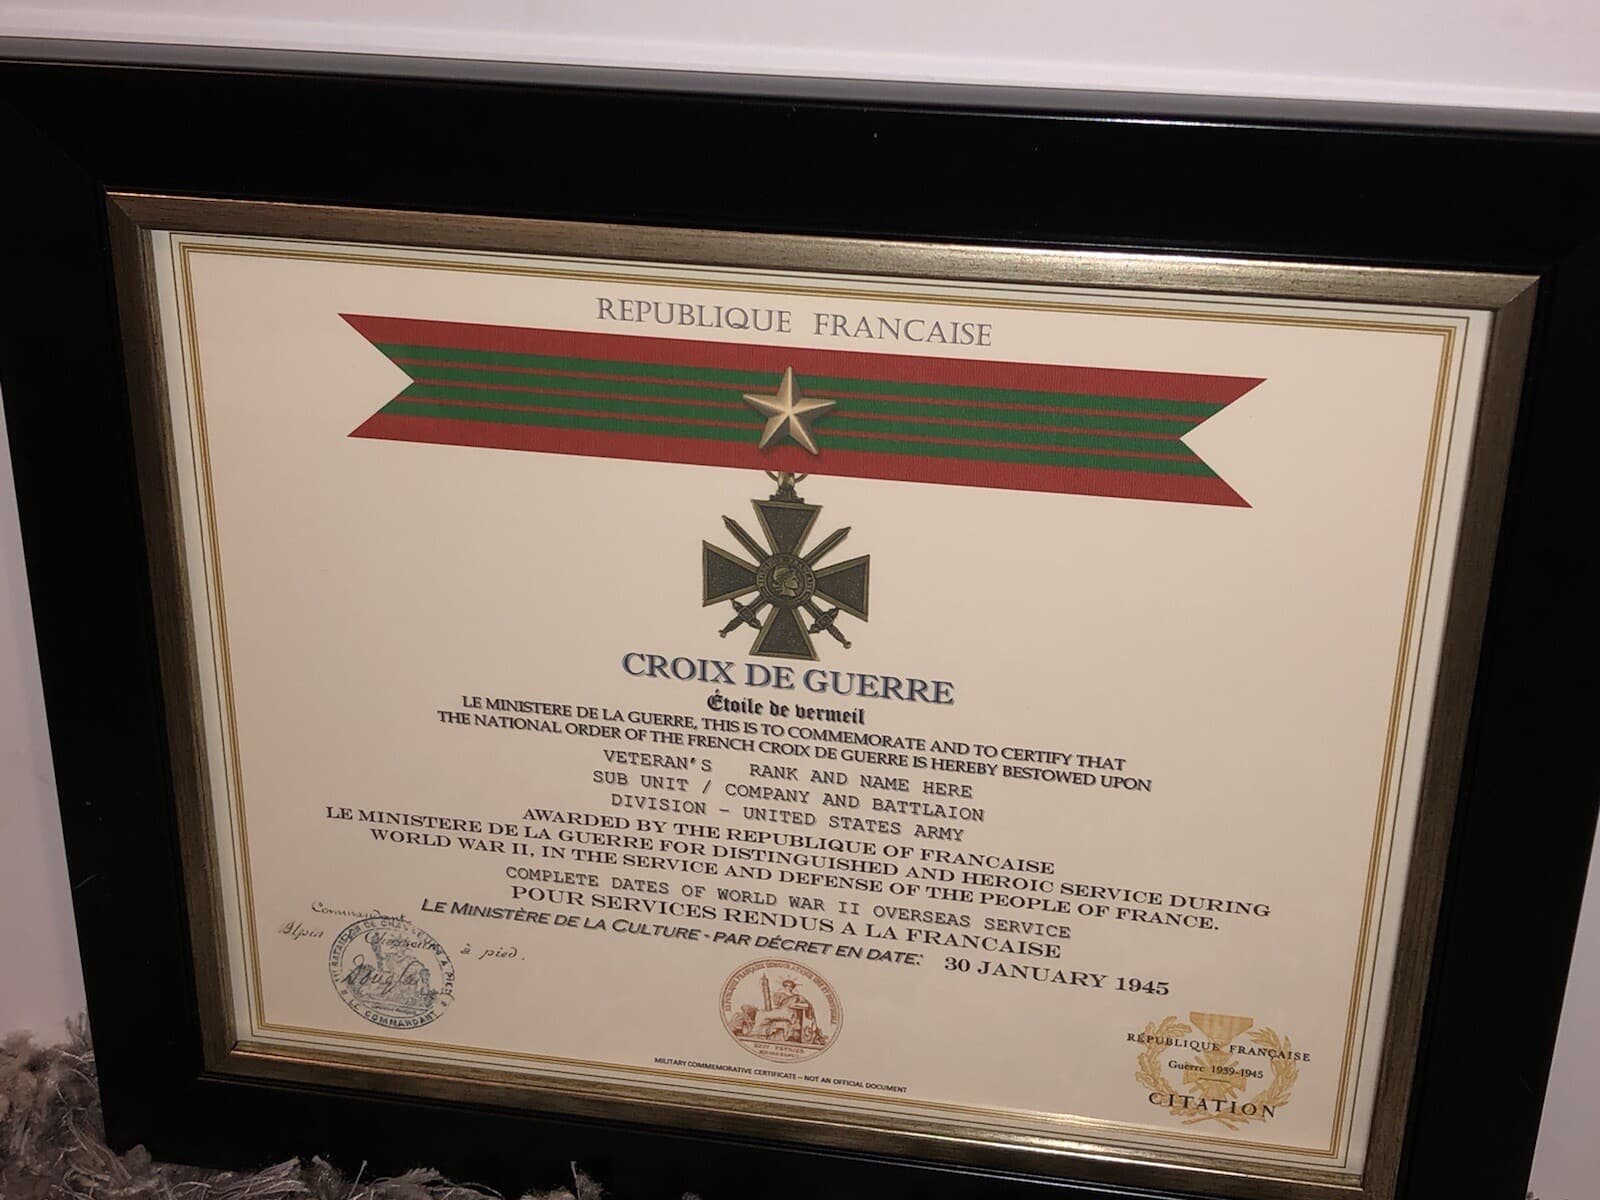 REPUBLIQUE FRANCAISE
CROIX DE GUERRE
Étoile de vermeil
LE MINISTERE DE LA GUERRE, THIS IS TO COMMEMORATE AND TO CERTIFY THAT
THE NATIONAL ORDER OF THE FRENCH CROIX DE GUERRE IS HEREBY BESTOWED UPON
VETERAN'S RANK AND NAME HERE
SUB UNIT / COMPANY AND BATTLAION
DIVISION – UNITED STATES ARMY
AWARDED BY THE REPUBLIQUE OF FRANCAISE
LE MINISTERE DE LA GUERRE FOR DISTINGUISHED AND HEROIC SERVICE DURING
WORLD WAR II, IN THE SERVICE AND DEFENSE OF THE PEOPLE OF FRANCE.
COMPLETE DATES OF WORLD WAR II OVERSEAS SERVICE
POUR SERVICES RENDUS A LA FRANCAISE
LE MINISTÈRE DE LA CULTURE - PAR DÉCRET EN DATE: 30 JANUARY 1945
Commandant
Alpin
à pied.
LE COMMANDANT
RÉPUBLIQUE FRANÇAISE
Guerre 1939-1945
CITATION
MILITARY COMMEMORATIVE CERTIFICATE – NOT AN OFFICIAL DOCUMENT